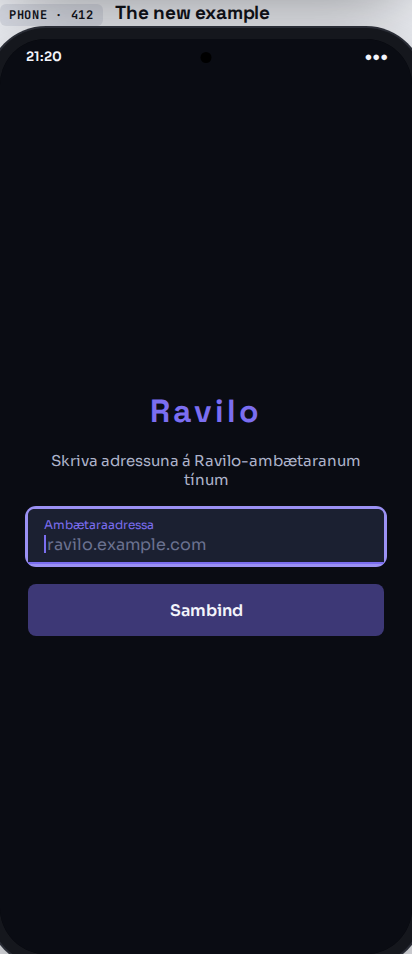 PHONE · 412 The new example
21:20
Ravilo
Skriva adressuna á Ravilo-ambætaranum
tínum
Ambætaraadressa
ravilo.example.com
Sambind